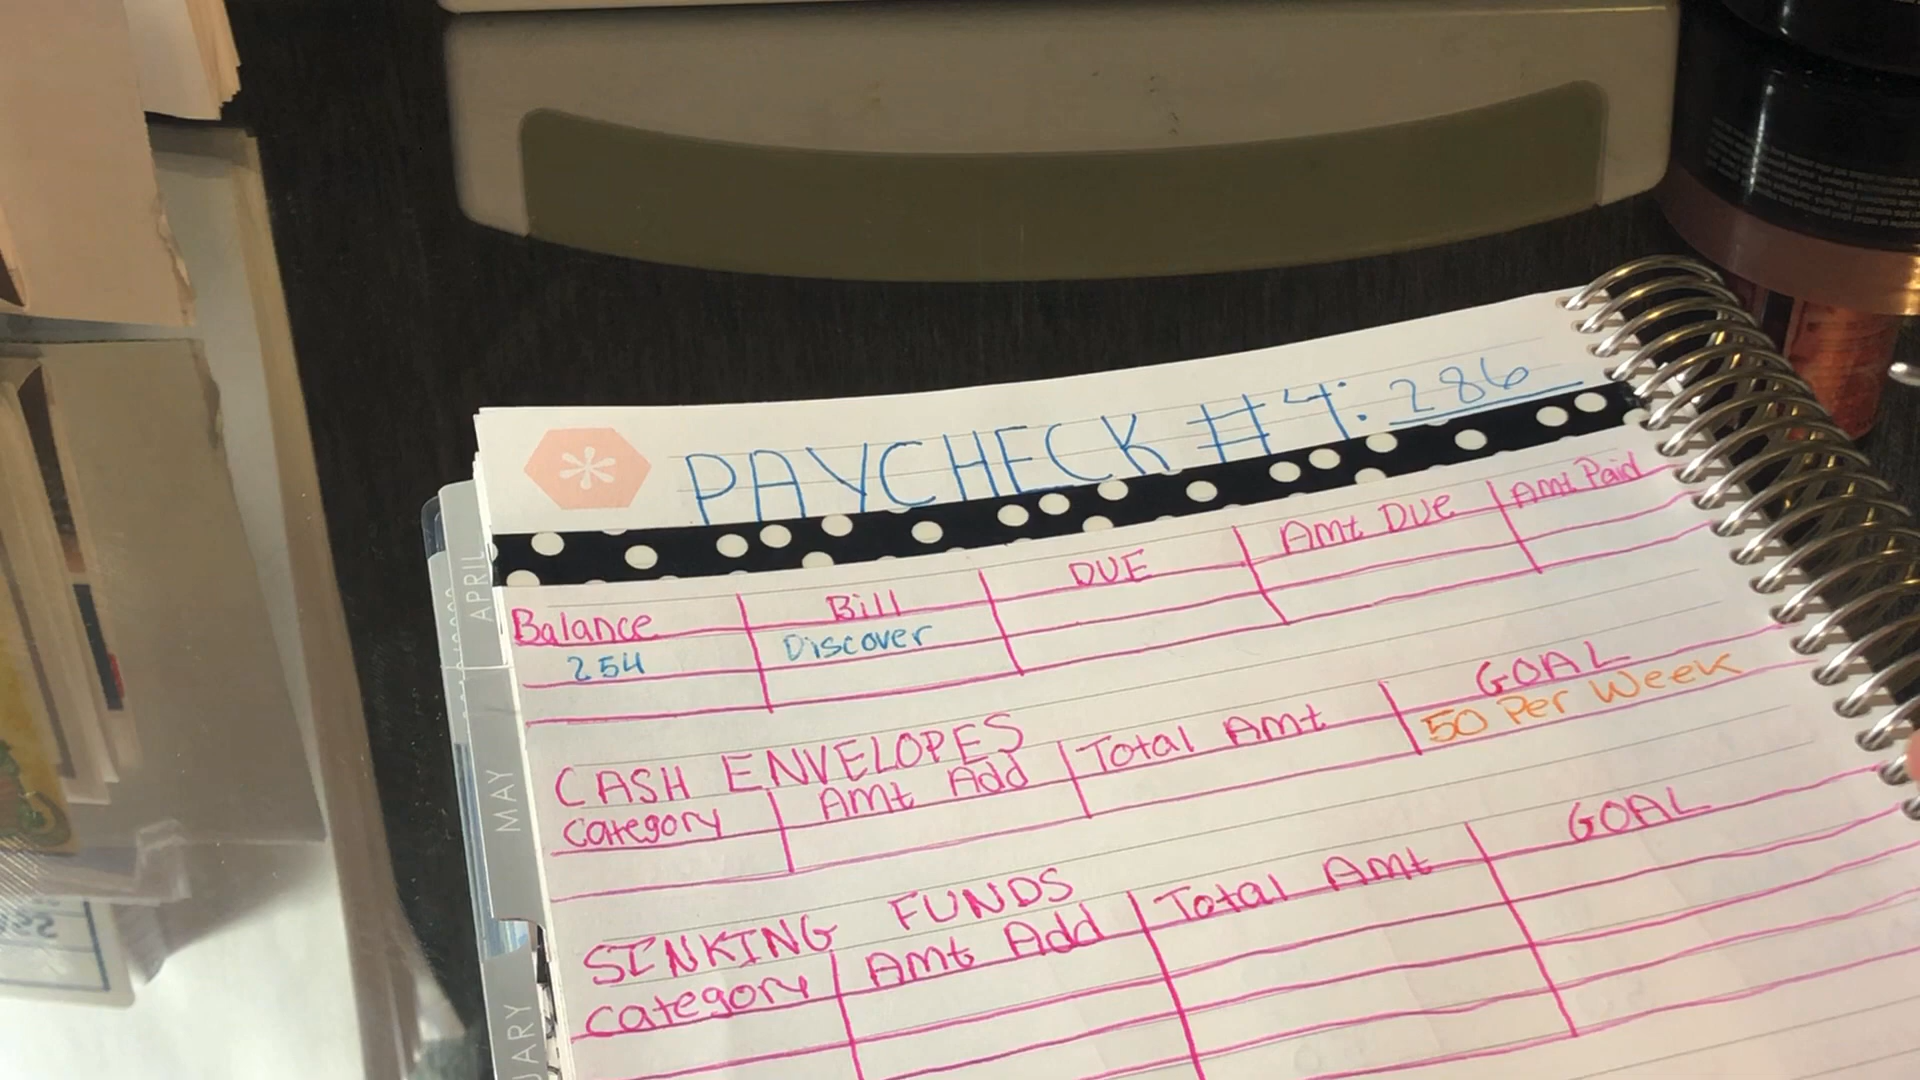 PAYCHECK #4: 286
Balance Bill DUE Amt DUE Amt Paid
254 Discover
CASH ENVELOPES
Category Amt Add Total Amt GOAL
50 Per Week
SINKING FUNDS
Category Amt Add Total Amt GOAL
APRIL
MAY